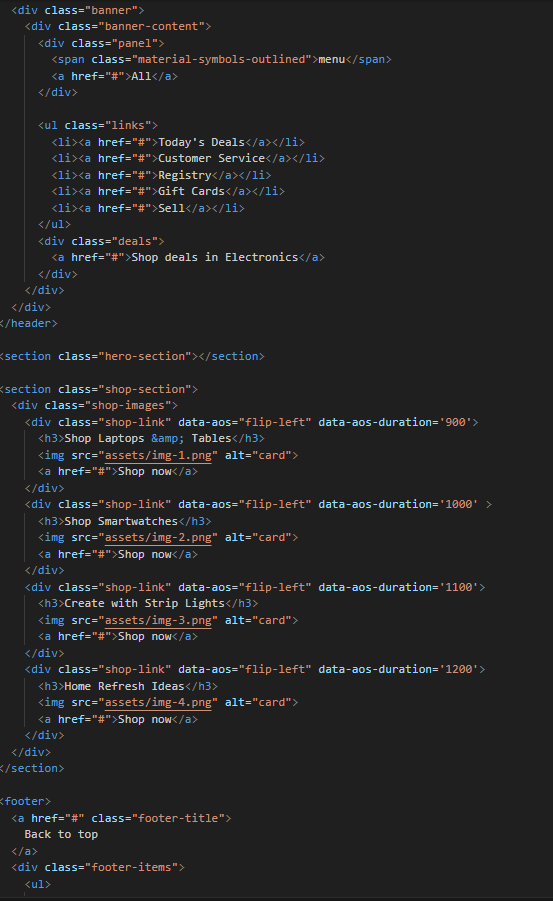 <div class="banner">
<div class="banner-content">
<div class="panel">
<span class="material-symbols-outlined">menu</span>
<a href="#">All</a>
</div>
<ul class="links">
<li><a href="#">Today's Deals</a></li>
<li><a href="#">Customer Service</a></li>
<li><a href="#">Registry</a></li>
<li><a href="#">Gift Cards</a></li>
<li><a href="#">Sell</a></li>
</ul>
<div class="deals">
<a href="#">Shop deals in Electronics</a>
</div>
</div>
</div>
</header>
<section class="hero-section"></section>
<section class="shop-section">
<div class="shop-images">
<div class="shop-link" data-aos="flip-left" data-aos-duration='900'>
<h3>Shop Laptops &amp; Tables</h3>
<img src="assets/img-1.png" alt="card">
<a href="#">Shop now</a>
</div>
<div class="shop-link" data-aos="flip-left" data-aos-duration='1000' >
<h3>Shop Smartwatches</h3>
<img src="assets/img-2.png" alt="card">
<a href="#">Shop now</a>
</div>
<div class="shop-link" data-aos="flip-left" data-aos-duration='1100'>
<h3>Create with Strip Lights</h3>
<img src="assets/img-3.png" alt="card">
<a href="#">Shop now</a>
</div>
<div class="shop-link" data-aos="flip-left" data-aos-duration='1200'>
<h3>Home Refresh Ideas</h3>
<img src="assets/img-4.png" alt="card">
<a href="#">Shop now</a>
</div>
</div>
</section>
<footer>
<a href="#" class="footer-title">
Back to top
</a>
<div class="footer-items">
<ul>